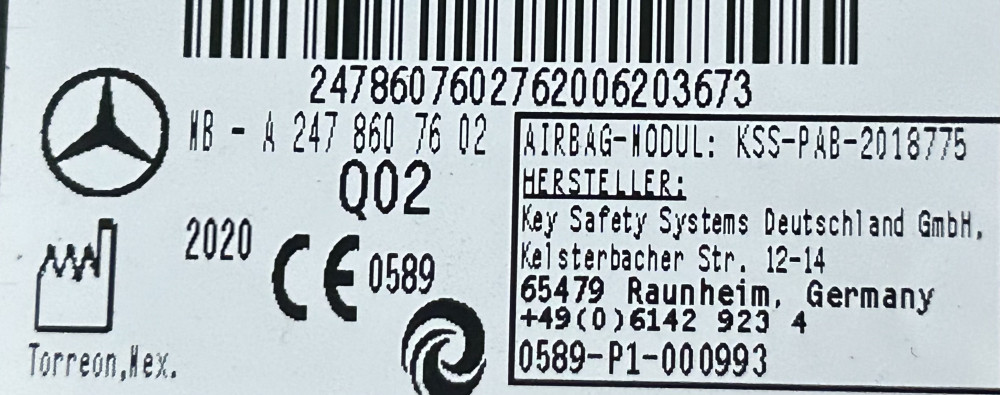 2478607602762006203673
MB - A 247 860 76 02
Q02
2020
CE 0589
Torreon,Mex.
AIRBAG-MODUL: KSS-PAB-2018775
HERSTELLER:
Key Safety Systems Deutschland GmbH,
Kelsterbacher Str. 12-14
65479 Raunheim, Germany
+49(0)6142 923 4
0589-P1-000993